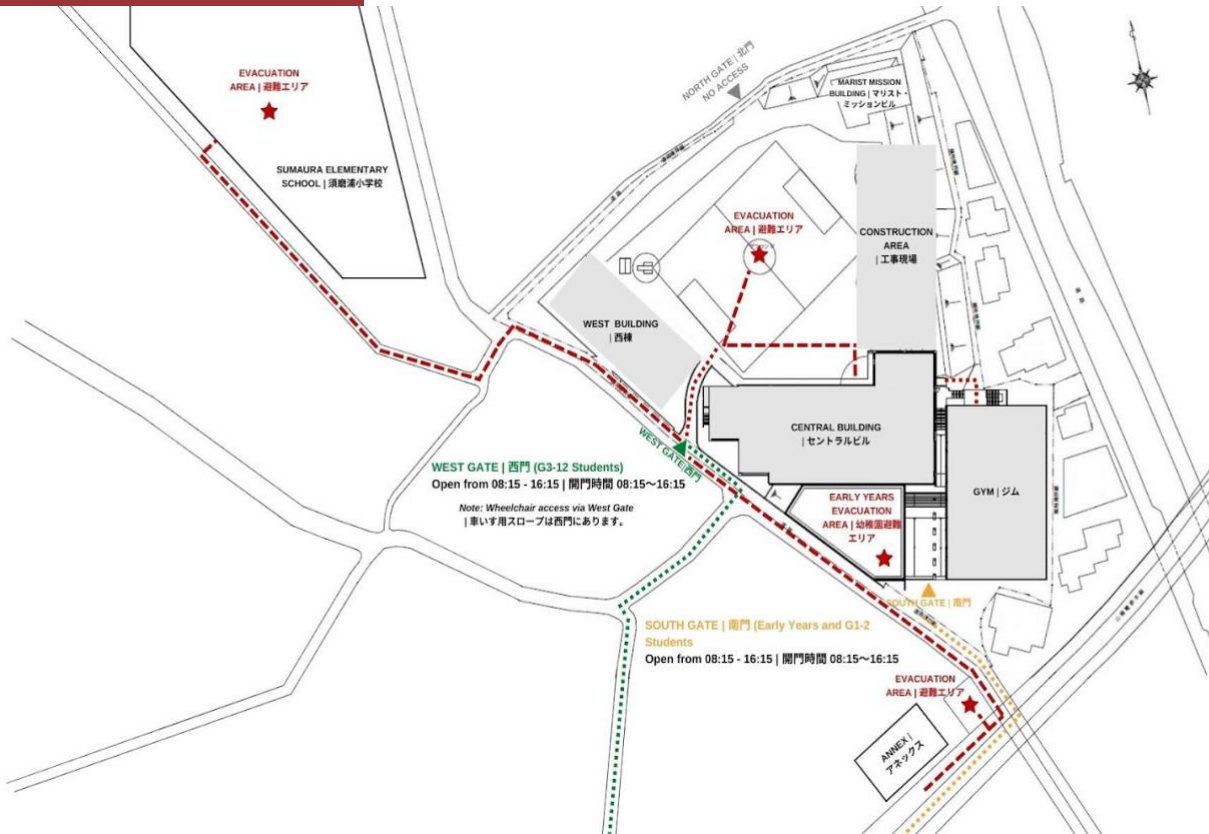 EVACUATION
AREA | 避難エリア
SUMAURA ELEMENTARY
SCHOOL | 須磨浦小学校
NORTH GATE | 北門
NO ACCESS
MARIST MISSION
BUILDING | マリスト・
ミッションビル
EVACUATION
AREA | 避難エリア
CONSTRUCTION
AREA
| 工事現場
WEST BUILDING
| 西棟
CENTRAL BUILDING
| セントラルビル
WEST GATE | 西門
WEST GATE | 西門 (G3-12 Students)
Open from 08:15 - 16:15 | 開門時間 08:15〜16:15
Note: Wheelchair access via West Gate
| 車いす用スロープは西門にあります。
EARLY YEARS
EVACUATION
AREA | 幼稚園避難
エリア
GYM | ジム
SOUTH GATE | 南門
SOUTH GATE | 南門 (Early Years and G1-2
Students
Open from 08:15 - 16:15 | 開門時間 08:15〜16:15
EVACUATION
AREA | 避難エリア
ANNEX |
アネックス